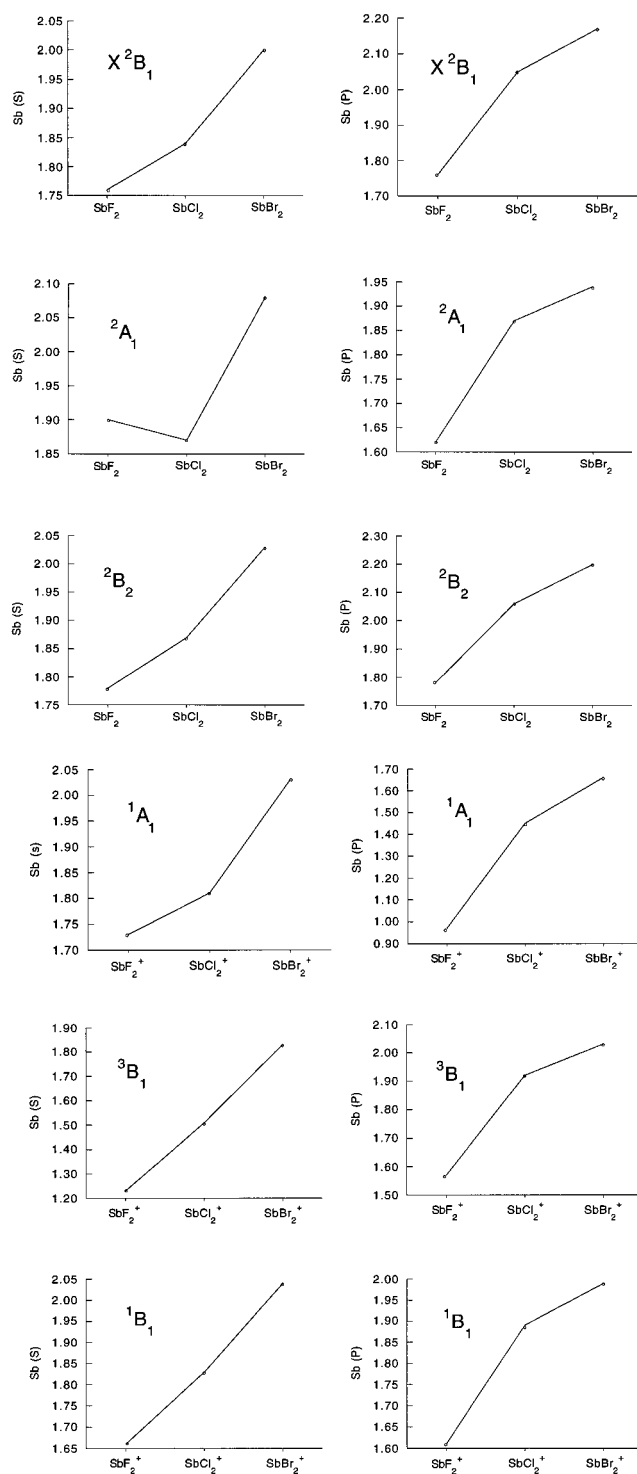 2.05
2.00
1.95
1.90
1.85
1.80
1.75
Sb (S)
X ²B₁
SbF₂ SbCl₂ SbBr₂
2.20
2.10
2.00
1.90
1.80
1.70
Sb (P)
X ²B₁
SbF₂ SbCl₂ SbBr₂
2.10
2.05
2.00
1.95
1.90
1.85
Sb (S)
²A₁
SbF₂ SbCl₂ SbBr₂
1.95
1.90
1.85
1.80
1.75
1.70
1.65
1.60
Sb (P)
²A₁
SbF₂ SbCl₂ SbBr₂
2.05
2.00
1.95
1.90
1.85
1.80
1.75
Sb (S)
²B₂
SbF₂ SbCl₂ SbBr₂
2.30
2.20
2.10
2.00
1.90
1.80
1.70
Sb (P)
²B₂
SbF₂ SbCl₂ SbBr₂
2.05
2.00
1.95
1.90
1.85
1.80
1.75
1.70
Sb (s)
¹A₁
SbF₂⁺ SbCl₂⁺ SbBr₂⁺
1.70
1.60
1.50
1.40
1.30
1.20
1.10
1.00
0.90
Sb (P)
¹A₁
SbF₂⁺ SbCl₂⁺ SbBr₂⁺
1.90
1.80
1.70
1.60
1.50
1.40
1.30
1.20
Sb (S)
³B₁
SbF₂⁺ SbCl₂⁺ SbBr₂⁺
2.10
2.00
1.90
1.80
1.70
1.60
1.50
Sb (P)
³B₁
SbF₂⁺ SbCl₂⁺ SbBr₂⁺
2.05
2.00
1.95
1.90
1.85
1.80
1.75
1.70
1.65
Sb (S)
¹B₁
SbF₂⁺ SbCl₂⁺ SbBr₂⁺
2.00
1.95
1.90
1.85
1.80
1.75
1.70
1.65
1.60
Sb (P)
¹B₁
SbF₂⁺ SbCl₂⁺ SbBr₂⁺